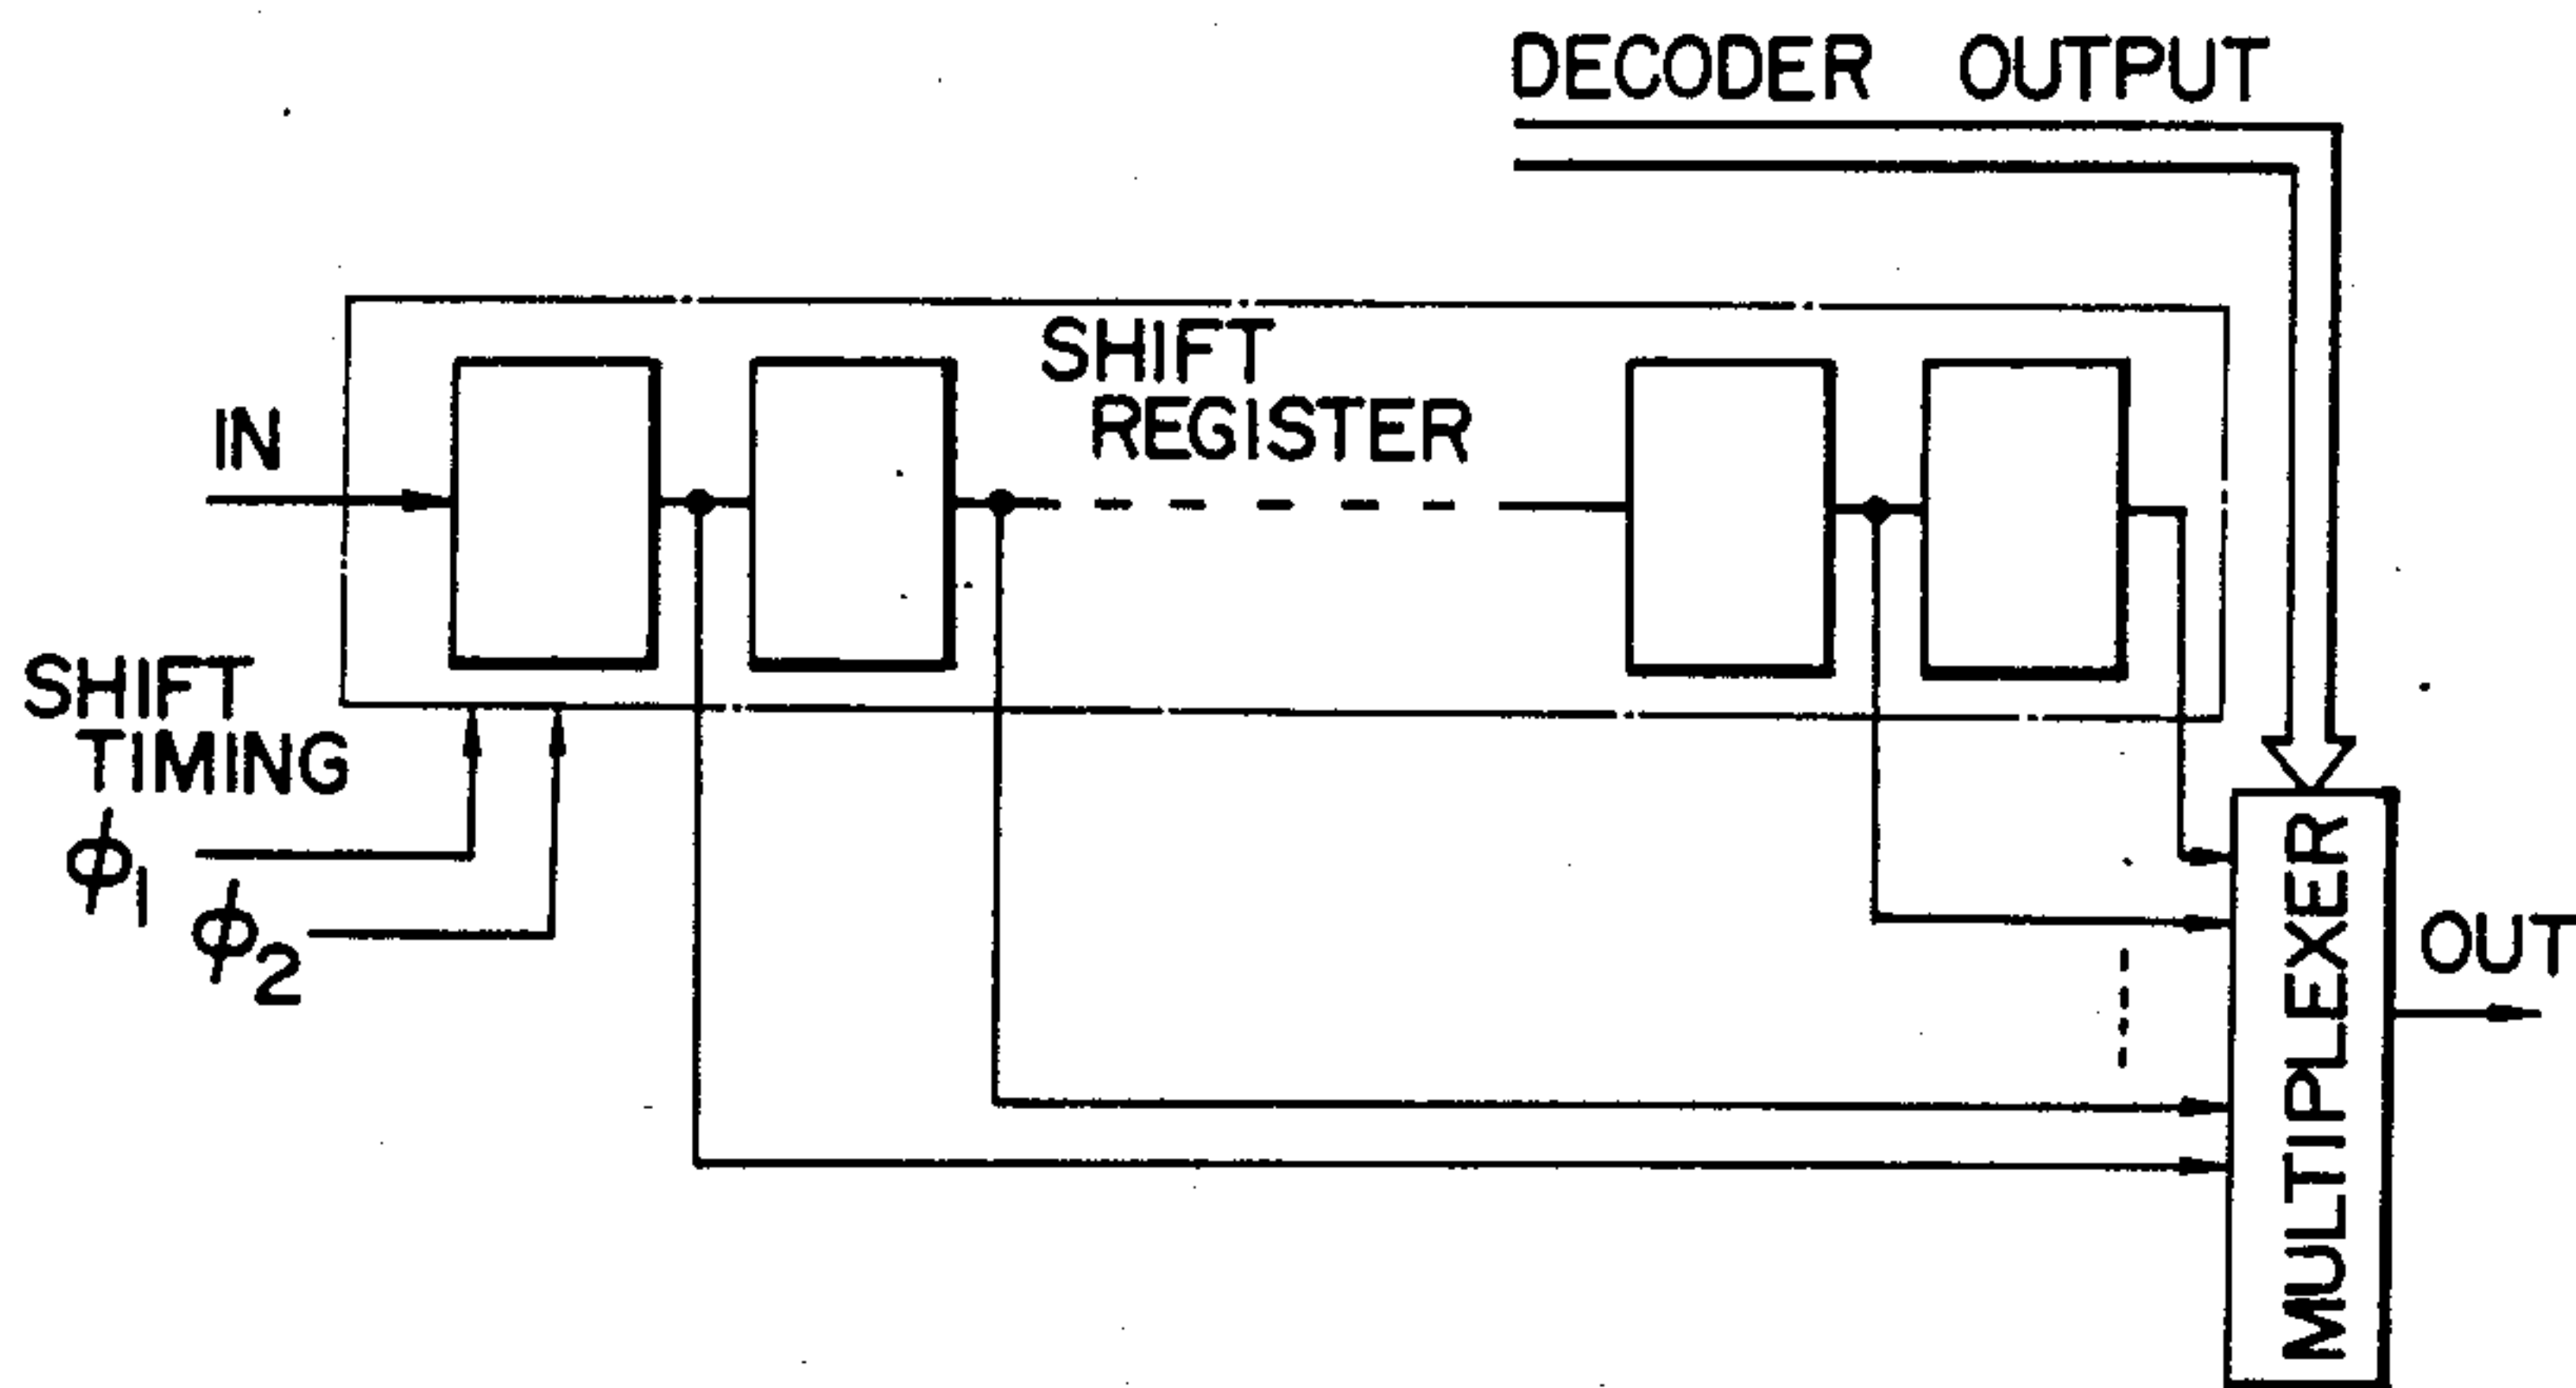 DECODER OUTPUT
SHIFT
REGISTER
IN
SHIFT
TIMING
ϕ1
ϕ2
MULTIPLEXER
OUT